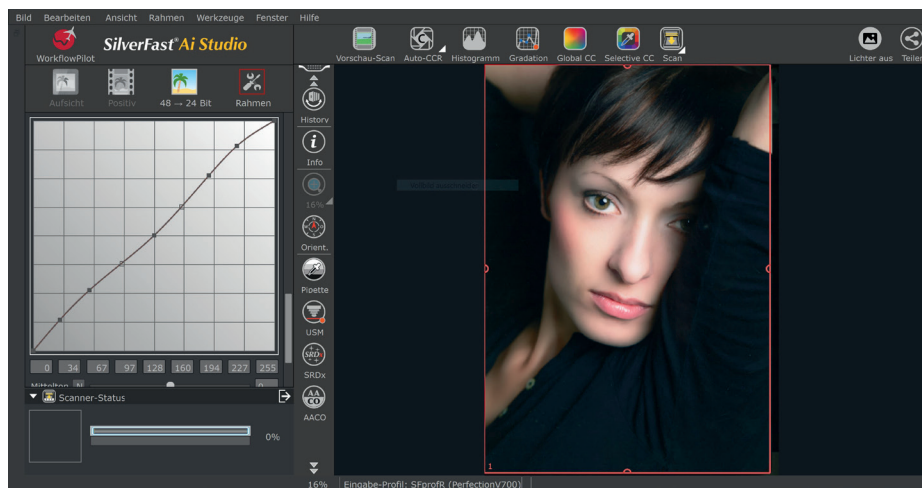 Bild Bearbeiten Ansicht Rahmen Werkzeuge Fenster Hilfe
WorkflowPilot
SilverFast® Ai Studio
Vorschau-Scan Auto-CCR Histogramm Gradation Global CC Selective CC Scan
Lichter aus Teilen
Aufsicht Positiv 48 → 24 Bit Rahmen
History
Info
16%
Orient.
Pipette
USM
SRDx
SRDx
AACO
AACO
0 34 67 97 128 160 194 227 255
Mittelton N 0
Scanner-Status
0%
1
16% Eingabe-Profil: SFprofR (PerfectionV700)